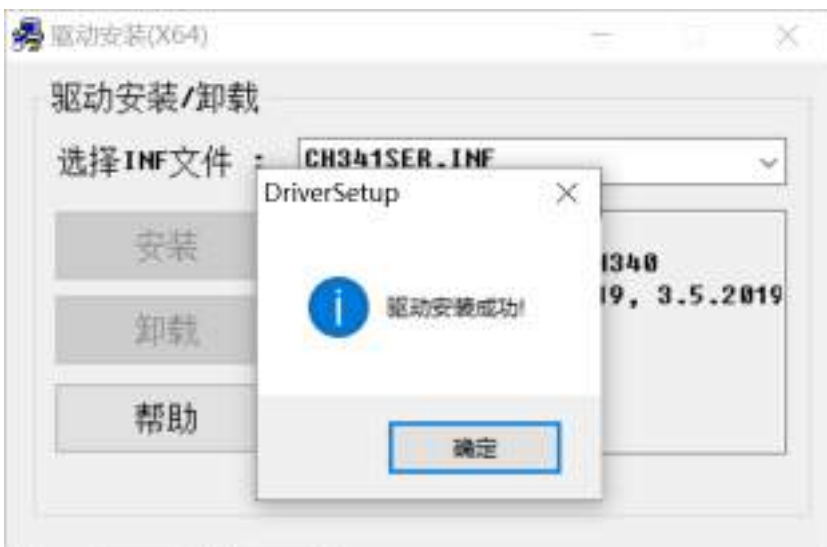 驱动安装(X64)
驱动安装/卸载
选择INF文件 :
CH341SER.INF
DriverSetup
安装
卸载
帮助
驱动安装成功!
确定
H340
19, 3.5.2019